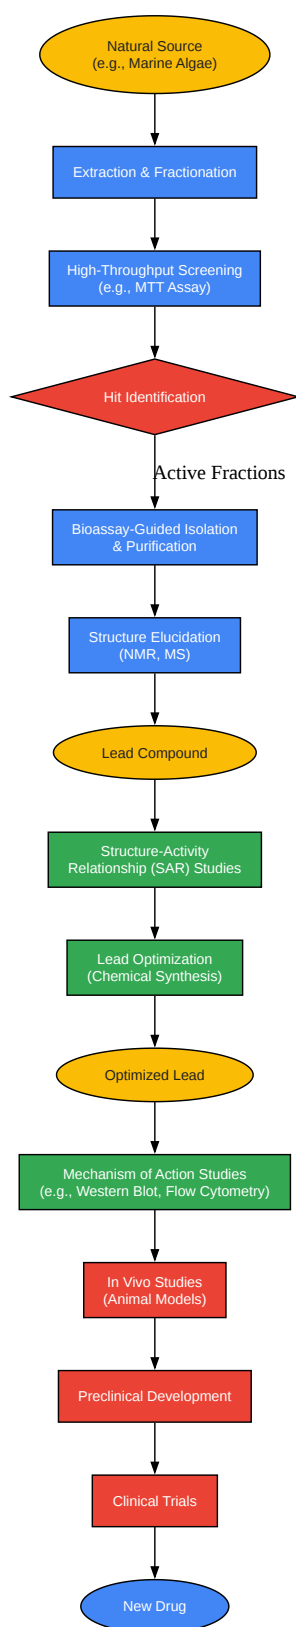 Natural Source
(e.g., Marine Algae)
Extraction & Fractionation
High-Throughput Screening
(e.g., MTT Assay)
Hit Identification
Active Fractions
Bioassay-Guided Isolation
& Purification
Structure Elucidation
(NMR, MS)
Lead Compound
Structure-Activity
Relationship (SAR) Studies
Lead Optimization
(Chemical Synthesis)
Optimized Lead
Mechanism of Action Studies
(e.g., Western Blot, Flow Cytometry)
In Vivo Studies
(Animal Models)
Preclinical Development
Clinical Trials
New Drug